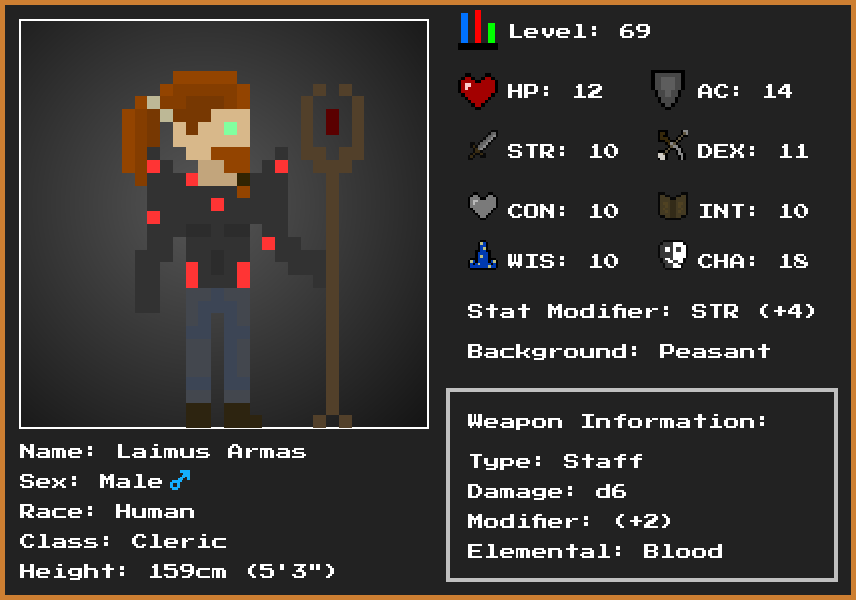 Level: 69
HP: 12 AC: 14
STR: 10 DEX: 11
CON: 10 INT: 10
WIS: 10 CHA: 18
Stat Modifier: STR (+4)
Background: Peasant
Weapon Information:
Type: Staff
Damage: d6
Modifier: (+2)
Elemental: Blood
Name: Laimus Armas
Sex: Male♂
Race: Human
Class: Cleric
Height: 159cm (5'3")